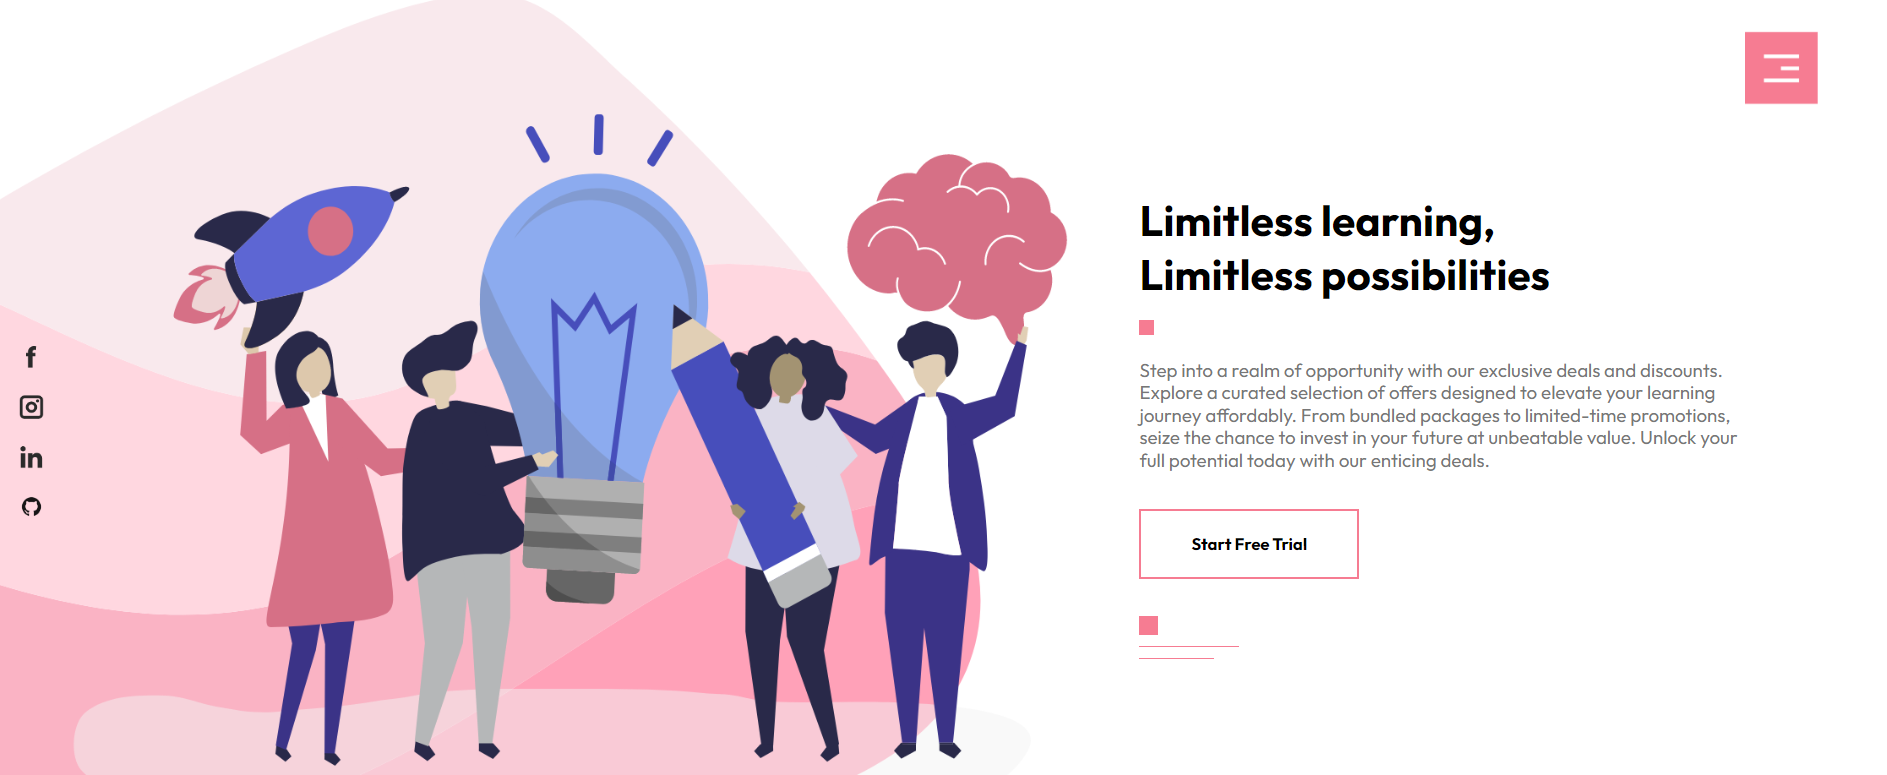 Limitless learning,
Limitless possibilities
Step into a realm of opportunity with our exclusive deals and discounts.
Explore a curated selection of offers designed to elevate your learning
journey affordably. From bundled packages to limited-time promotions,
seize the chance to invest in your future at unbeatable value. Unlock your
full potential today with our enticing deals.
Start Free Trial